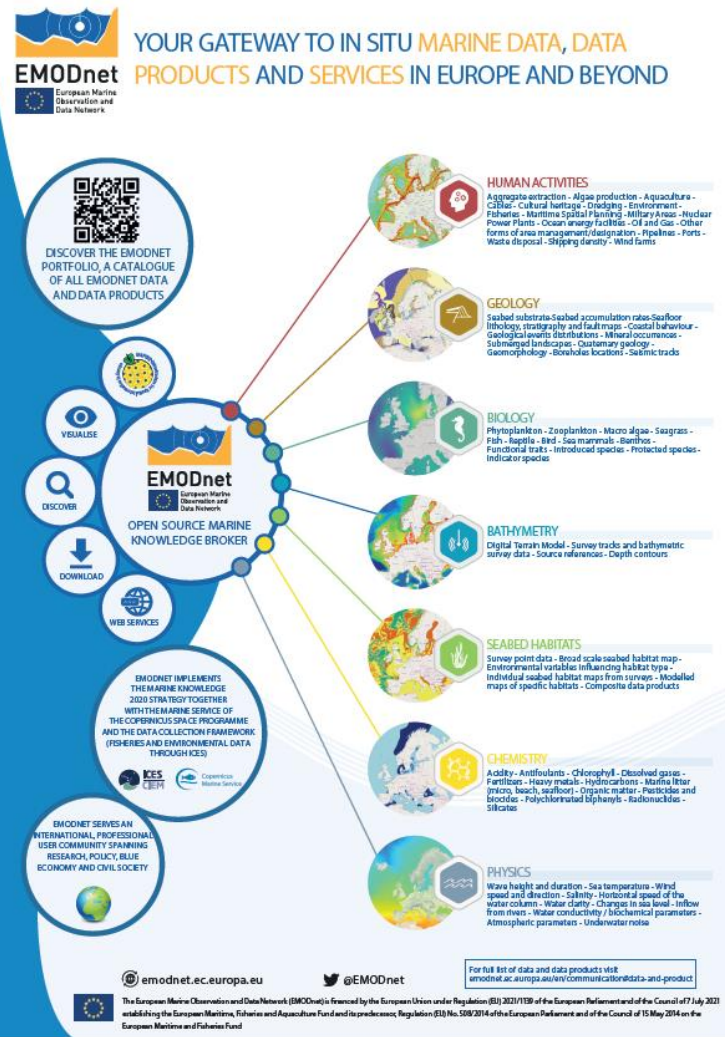 EMODnet
European Marine
Observation and
Data Network
YOUR GATEWAY TO IN SITU MARINE DATA, DATA
PRODUCTS AND SERVICES IN EUROPE AND BEYOND
DISCOVER THE EMODNET
PORTFOLIO, A CATALOGUE
OF ALL EMODNET DATA
AND DATA PRODUCTS
VISUALISE
DISCOVER
DOWNLOAD
WEB SERVICES
EMODnet
European Marine
Observation and
Data Network
OPEN SOURCE MARINE
KNOWLEDGE BROKER
EMODNET IMPLEMENTS
THE MARINE KNOWLEDGE
2020 STRATEGY TOGETHER
WITH THE MARINE SERVICE OF
THE COPERNICUS SPACE PROGRAMME
AND THE DATA COLLECTION FRAMEWORK
(FISHERIES AND ENVIRONMENTAL DATA
THROUGH ICES)
ICES
CIEM
Copernicus
Marine Service
EMODNET SERVES AN
INTERNATIONAL, PROFESSIONAL
USER COMMUNITY SPANNING
RESEARCH, POLICY, BLUE
ECONOMY AND CIVIL SOCIETY
HUMAN ACTIVITIES
Aggregate extraction - Algae production - Aquaculture -
Cables - Cultural heritage - Dredging - Environment -
Fisheries - Maritime Spatial Planning - Military Areas - Nuclear
Power Plants - Ocean energy facilities - Oil and Gas - Other
forms of area management/designation - Pipelines - Ports -
Waste disposal - Shipping density - Wind farms
GEOLOGY
Seabed substrate-Seabed accumulation rates-Seafloor
lithology, stratigraphy and fault maps - Coastal behaviour -
Geological events distributions - Mineral occurrences -
Submerged landscapes - Quaternary geology -
Geomorphology - Boreholes locations - Seismic tracks
BIOLOGY
Phytoplankton - Zooplankton - Macro algae - Seagrass -
Fish - Reptile - Bird - Sea mammals - Benthos -
Functional traits - Introduced species - Protected species -
Indicator species
BATHYMETRY
Digital Terrain Model - Survey tracks and bathymetric
survey data - Source references - Depth contours
SEABED HABITATS
Survey point data - Broad scale seabed habitat map -
Environmental variables influencing habitat type -
Individual seabed habitat maps from surveys - Modelled
maps of specific habitats - Composite data products
CHEMISTRY
Acidity - Antifoulants - Chlorophyll - Dissolved gases -
Fertilizers - Heavy metals - Hydrocarbons - Marine litter
(micro, beach, seafloor) - Organic matter - Pesticides and
biocides - Polychlorinated biphenyls - Radionuclides -
Silicates
PHYSICS
Wave height and duration - Sea temperature - Wind
speed and direction - Salinity - Horizontal speed of the
water column - Water clarity - Changes in sea level - Inflow
from rivers - Water conductivity / biochemical parameters -
Atmospheric parameters - Underwater noise
emodnet.ec.europa.eu
@EMODnet
For full list of data and data products visit
emodnet.ec.europa.eu/en/communication#data-and-product
The European Marine Observation and Data Network (EMODnet) is financed by the European Union under Regulation (EU) 2021/1139 of the European Parliament and of the Council of 7 July 2021
establishing the European Maritime, Fisheries and Aquaculture Fund and its predecessor, Regulation (EU) No. 508/2014 of the European Parliament and of the Council of 15 May 2014 on the
European Maritime and Fisheries Fund